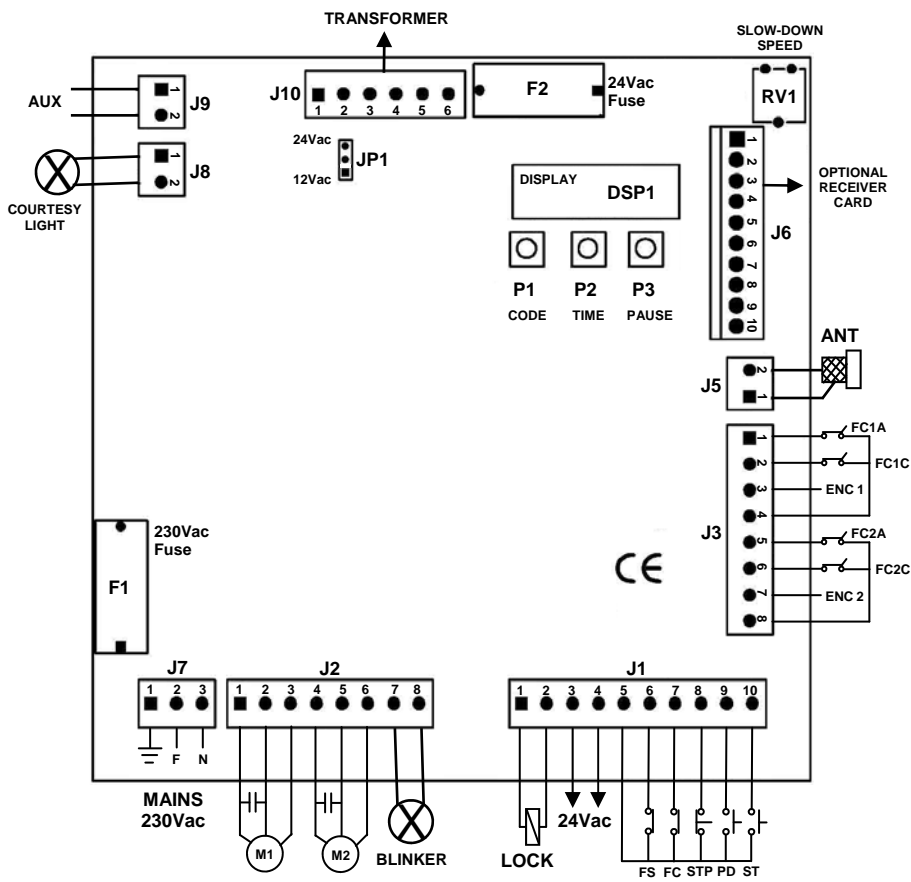 TRANSFORMER
SLOW-DOWN
SPEED
AUX
1
2
J9
J10
1 2 3 4 5 6
F2
24Vac
Fuse
RV1
COURTESY
LIGHT
1
2
J8
24Vac
JP1
12Vac
DISPLAY
DSP1
P1
CODE
P2
TIME
P3
PAUSE
1
2
3
4
5
6
7
8
9
10
J6
OPTIONAL
RECEIVER
CARD
ANT
J5
2
1
J3
1
2
3
4
5
6
7
8
FC1A
FC1C
ENC 1
FC2A
FC2C
ENC 2
CE
F1
230Vac
Fuse
J7
1 2 3
F N
MAINS
230Vac
J2
1 2 3 4 5 6 7 8
M1
M2
BLINKER
J1
1 2 3 4 5 6 7 8 9 10
LOCK
24Vac
FS FC STP PD ST